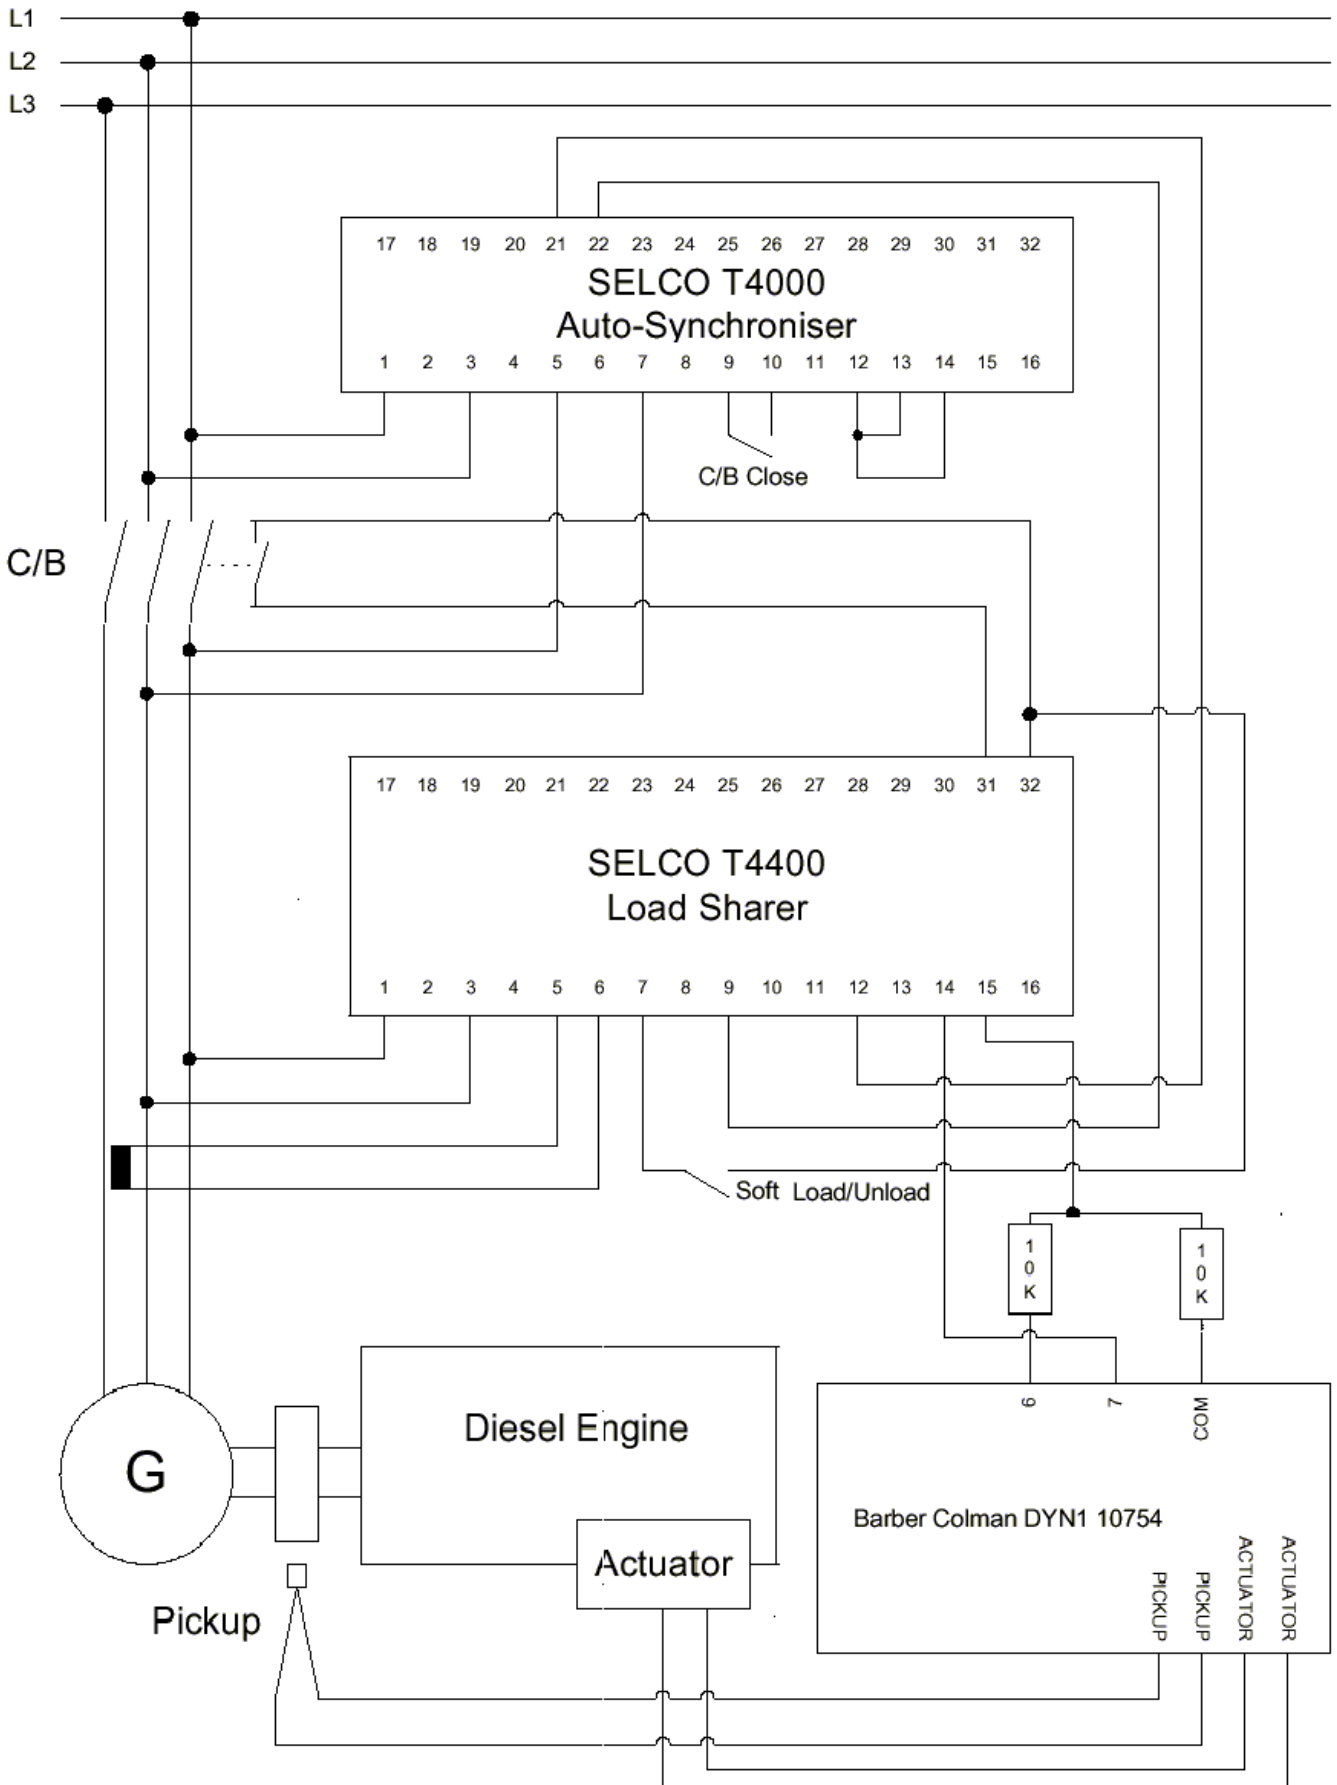 L1
L2
L3
17 18 19 20 21 22 23 24 25 26 27 28 29 30 31 32
SELCO T4000
Auto-Synchroniser
1 2 3 4 5 6 7 8 9 10 11 12 13 14 15 16
C/B Close
C/B
17 18 19 20 21 22 23 24 25 26 27 28 29 30 31 32
SELCO T4400
Load Sharer
1 2 3 4 5 6 7 8 9 10 11 12 13 14 15 16
Soft Load/Unload
10K
10K
Diesel Engine
G
Actuator
Pickup
6 7 COM
Barber Colman DYN1 10754
PICKUP
PICKUP
ACTUATOR
ACTUATOR